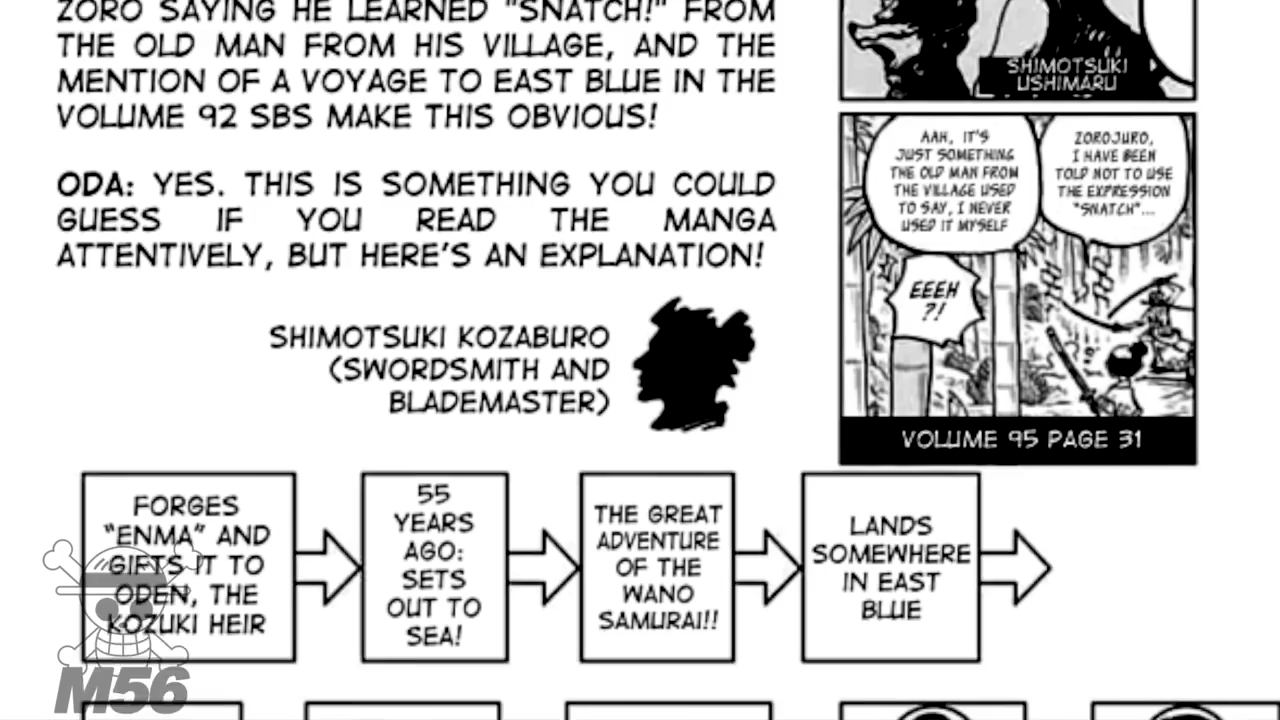 ZORO SAYING HE LEARNED "SNATCH!" FROM
THE OLD MAN FROM HIS VILLAGE, AND THE
MENTION OF A VOYAGE TO EAST BLUE IN THE
VOLUME 92 SBS MAKE THIS OBVIOUS!
ODA: YES. THIS IS SOMETHING YOU COULD
GUESS IF YOU READ THE MANGA
ATTENTIVELY, BUT HERE'S AN EXPLANATION!
SHIMOTSUKI KOZABURO
(SWORDSMITH AND
BLADEMASTER)
SHIMOTSUKI
USHIMARU
AAH, IT'S
JUST SOMETHING
THE OLD MAN FROM
THE VILLAGE USED
TO SAY, I NEVER
USED IT MYSELF
ZOROJURO,
I HAVE BEEN
TOLD NOT TO USE
THE EXPRESSION
"SNATCH"...
EEEH
?!
VOLUME 95 PAGE 31
FORGES
"ENMA" AND
GIFTS IT TO
ODEN, THE
KOZUKI HEIR
55
YEARS
AGO:
SETS
OUT TO
SEA!
THE GREAT
ADVENTURE
OF THE
WANO
SAMURAI!!
LANDS
SOMEWHERE
IN EAST
BLUE
M56